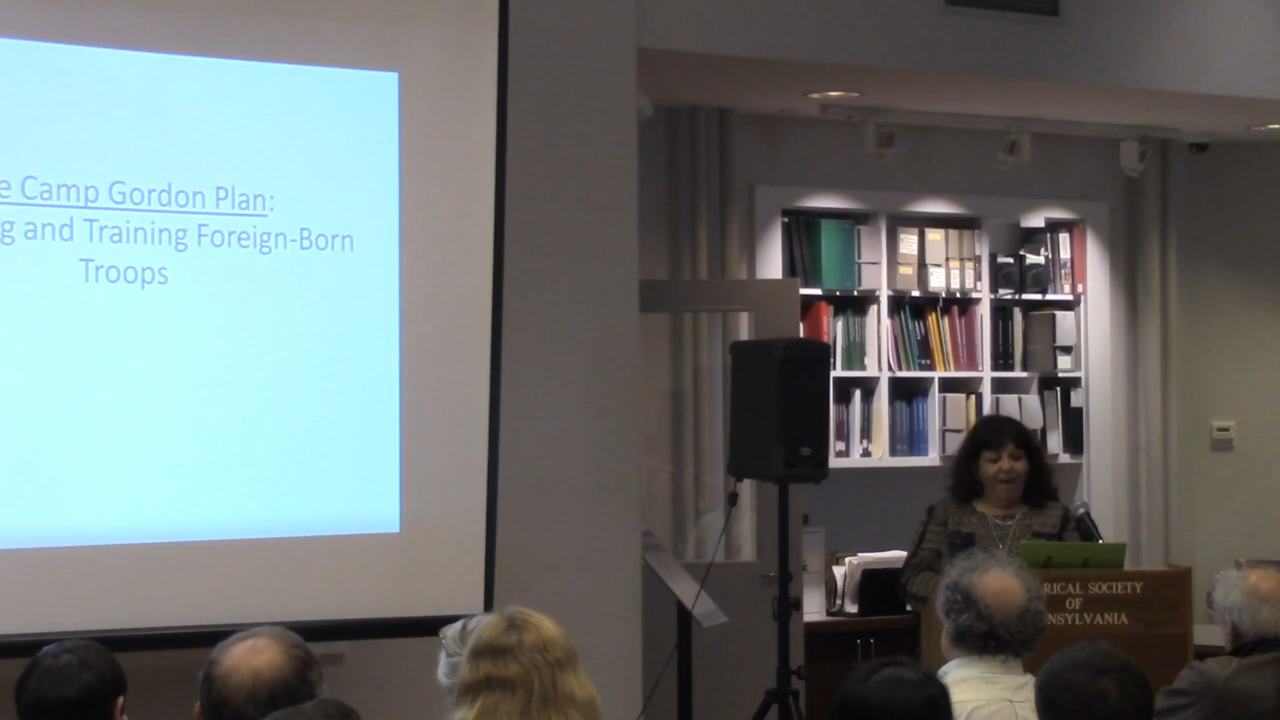 e Camp Gordon Plan:
g and Training Foreign-Born
Troops
RICAL SOCIETY
OF
NSYLVANIA